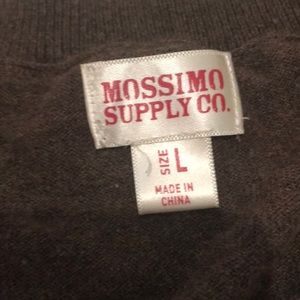 MOSSIMO
SUPPLY CO.
SIZE L
MADE IN
CHINA